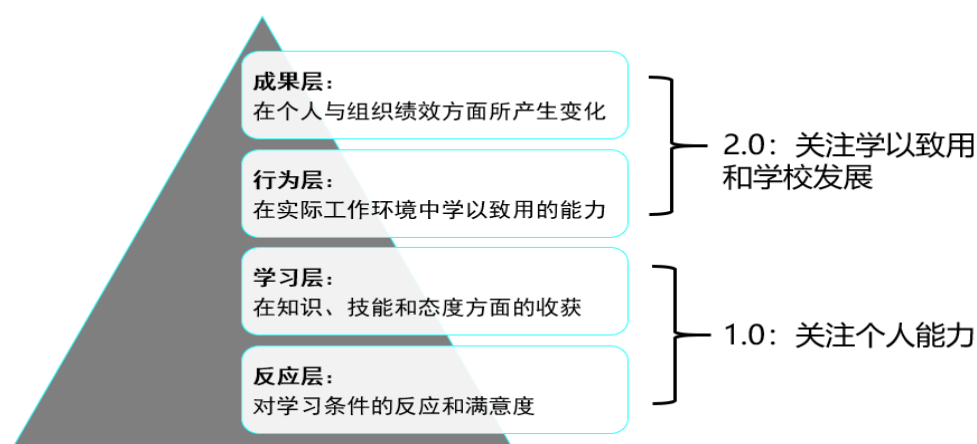 成果层：
在个人与组织绩效方面所产生变化
行为层：
在实际工作环境中学以致用的能力
2.0：关注学以致用
和学校发展
学习层：
在知识、技能和态度方面的收获
反应层：
对学习条件的反应和满意度
1.0：关注个人能力